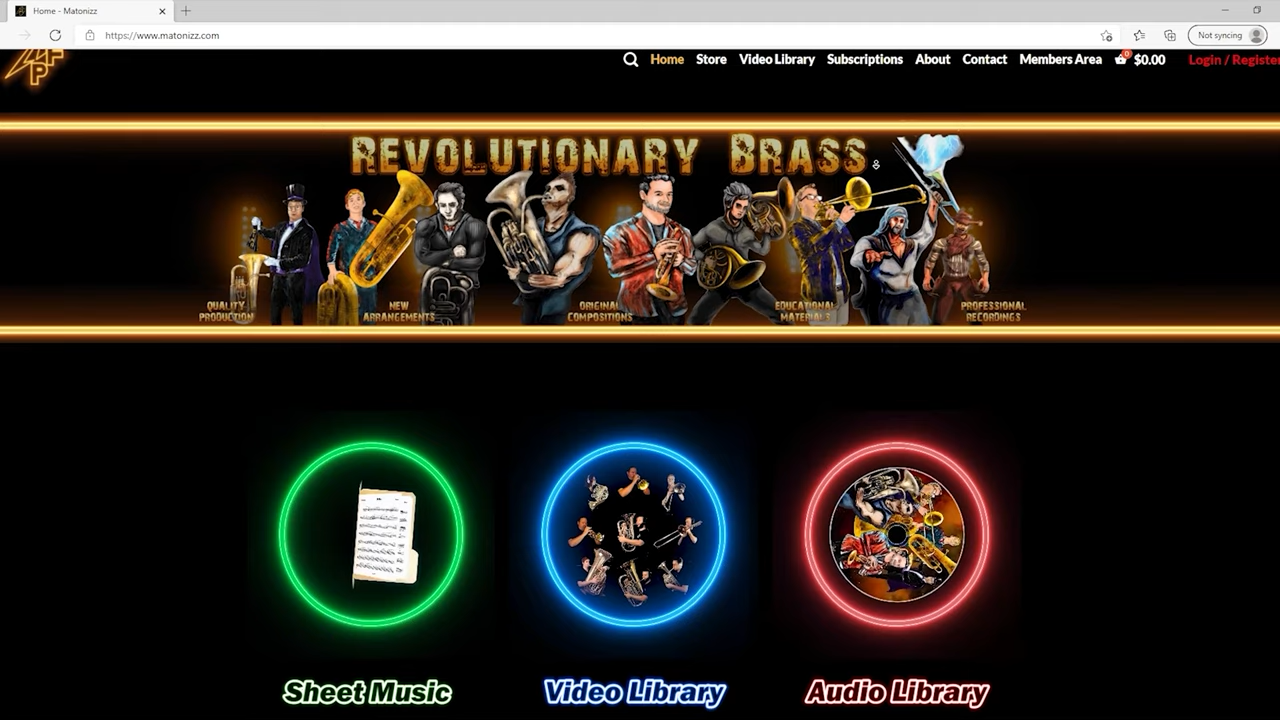 Home - Matonizz
https://www.matonizz.com
Not syncing
Home Store Video Library Subscriptions About Contact Members Area 0 $0.00 Login / Register
REVOLUTIONARY BRASS
QUALITY
PRODUCTION
NEW
ARRANGEMENTS
ORIGINAL
COMPOSITIONS
EDUCATIONAL
MATERIALS
PROFESSIONAL
RECORDINGS
Sheet Music Video Library Audio Library